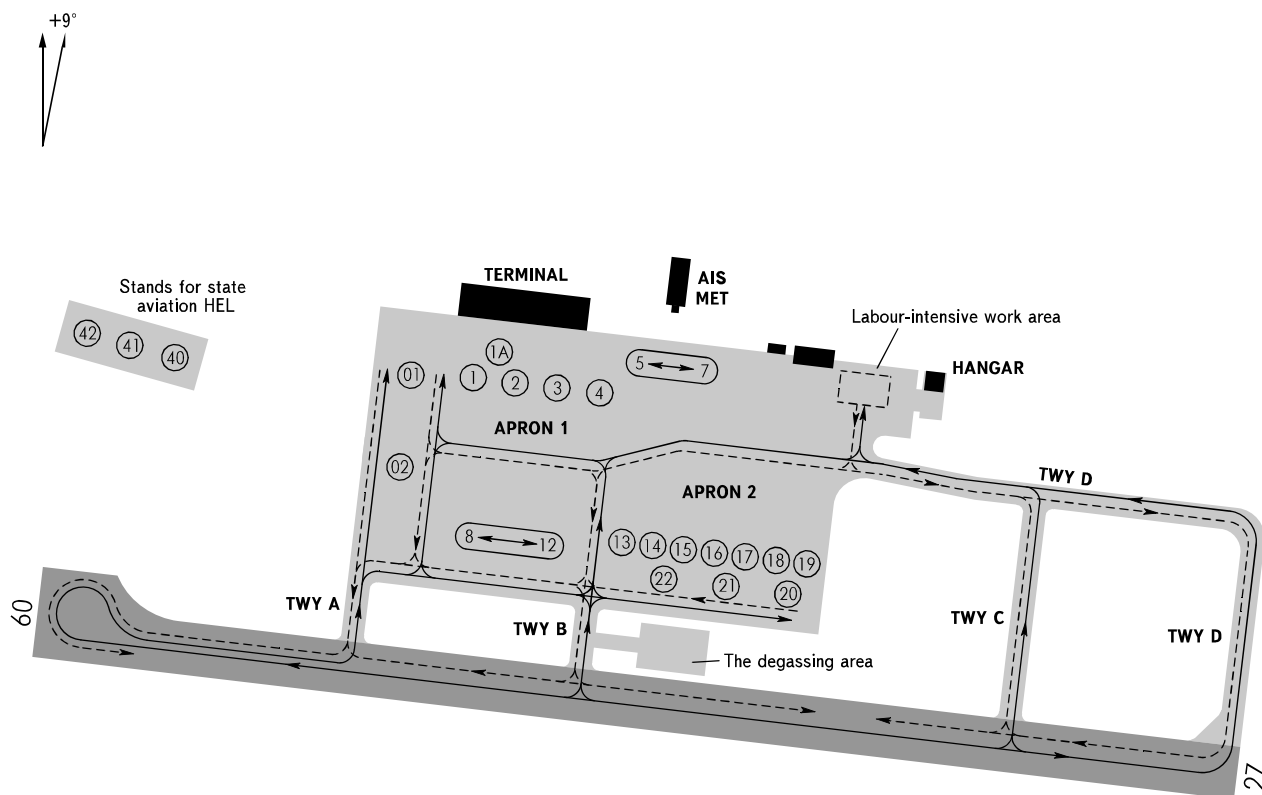 +9°
Stands for state
aviation HEL
42
41
40
TERMINAL
AIS
MET
Labour-intensive work area
HANGAR
01
1A
1
2
3
4
5
7
APRON 1
02
APRON 2
TWY D
8
12
13
14
15
16
17
18
19
22
21
20
09
TWY A
TWY B
TWY C
TWY D
The degassing area
27